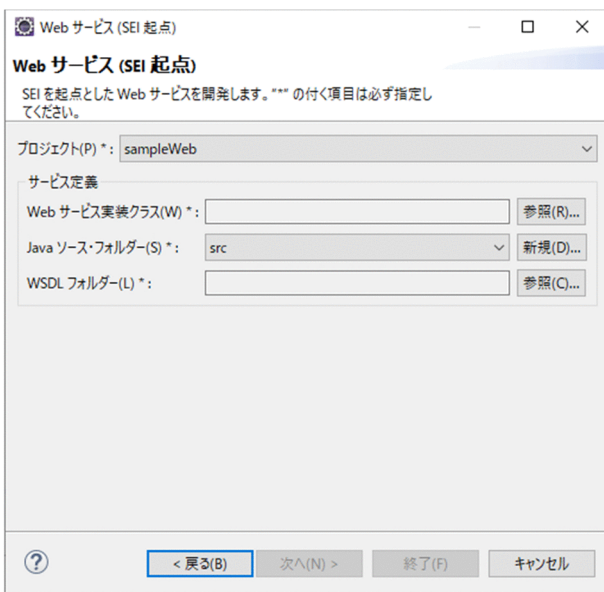 Web サービス (SEI 起点)
Web サービス (SEI 起点)
SEI を起点とした Web サービスを開発します。"*" の付く項目は必ず指定し
てください。
プロジェクト(P) * : sampleWeb
サービス定義
Web サービス実装クラス(W) * : 参照(R)...
Java ソース・フォルダー(S) * : src 新規(D)...
WSDL フォルダー(L) * : 参照(C)...
< 戻る(B) 次へ(N) > 終了(F) キャンセル